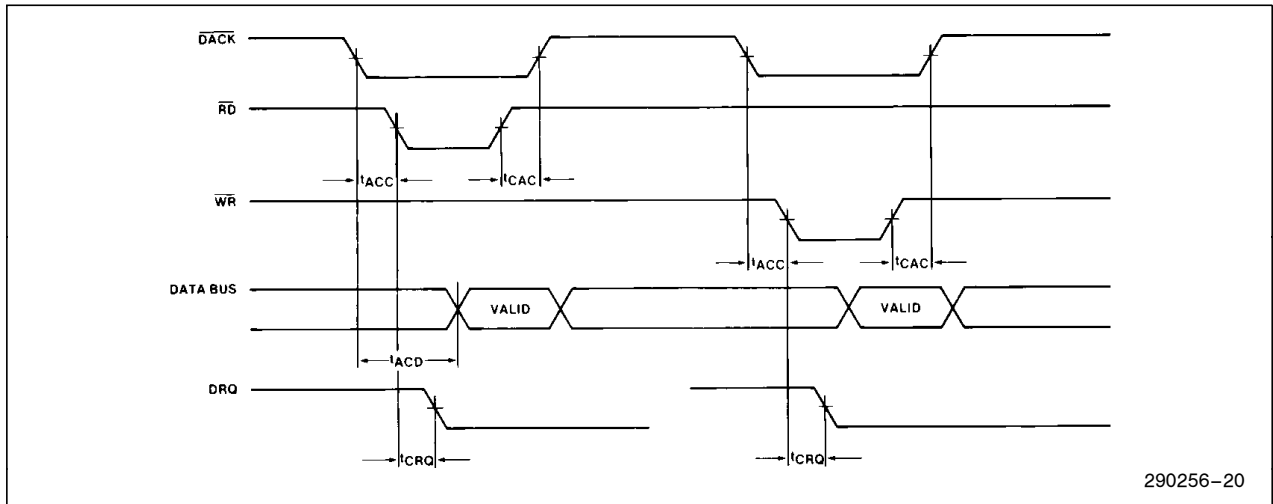 DACK
RD
tACC
tCAC
WR
tACC
tCAC
DATA BUS
VALID
VALID
tACD
DRQ
tCRQ
tCRQ
290256–20